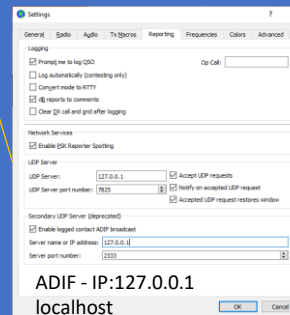 Settings ?
General Radio Audio Tx Macros Reporting Frequencies Colors Advanced
Logging
Prompt me to log QSO Op Call:
Log automatically (contesting only)
Convert mode to RTTY
dB reports to comments
Clear DX call and grid after logging
Network Services
Enable PSK Reporter Spotting
UDP Server
UDP Server: 127.0.0.1 Accept UDP requests
UDP Server port number: 7825 Notify on accepted UDP request
Accepted UDP request restores window
Secondary UDP Server (deprecated)
Enable logged contact ADIF broadcast
Server name or IP address: 127.0.0.1
Server port number: 2333
ADIF - IP:127.0.0.1
localhost
OK Cancel